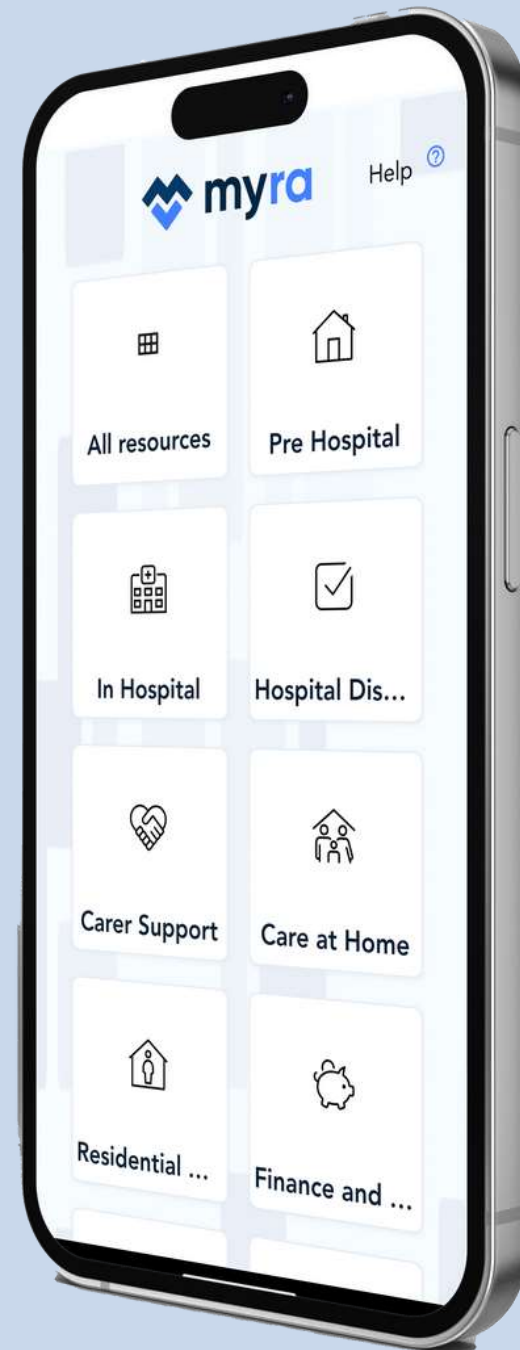 myra
Help ?
All resources
Pre Hospital
In Hospital
Hospital Dis...
Carer Support
Care at Home
Residential ...
Finance and ...